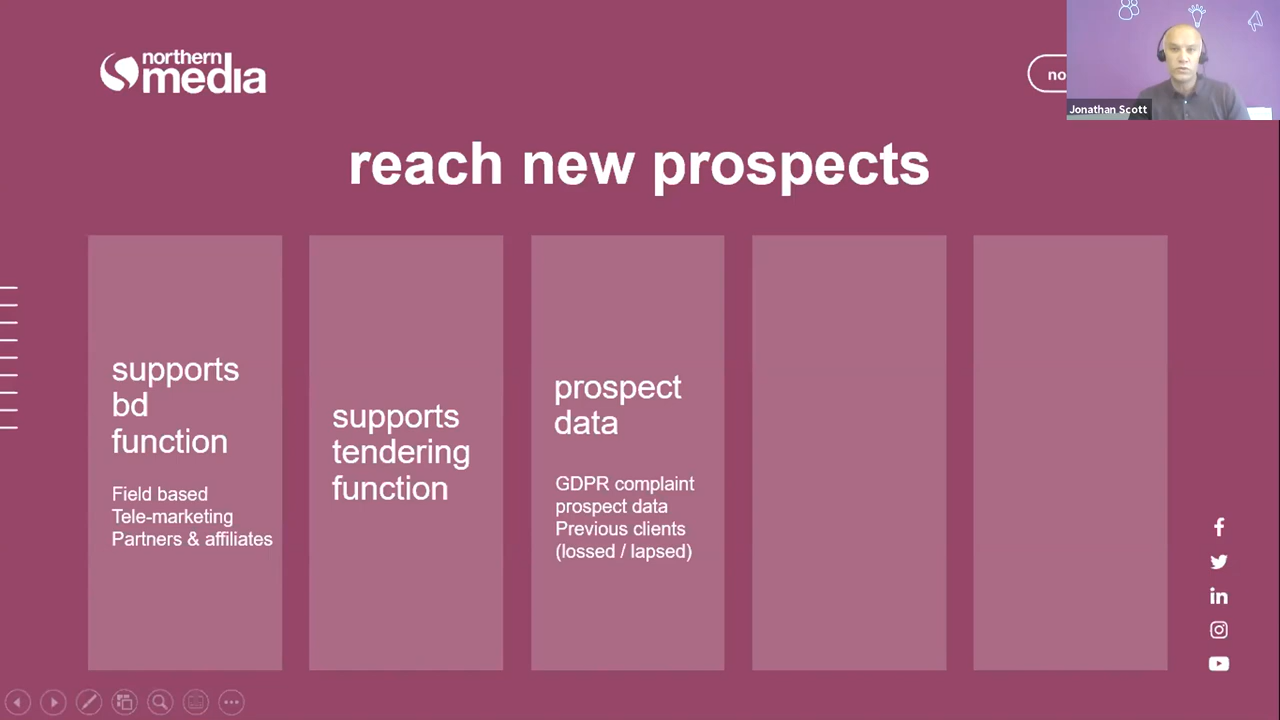 northern
media
no
Jonathan Scott
reach new prospects
supports
bd
function
Field based
Tele-marketing
Partners & affiliates
supports
tendering
function
prospect
data
GDPR complaint
prospect data
Previous clients
(lossed / lapsed)